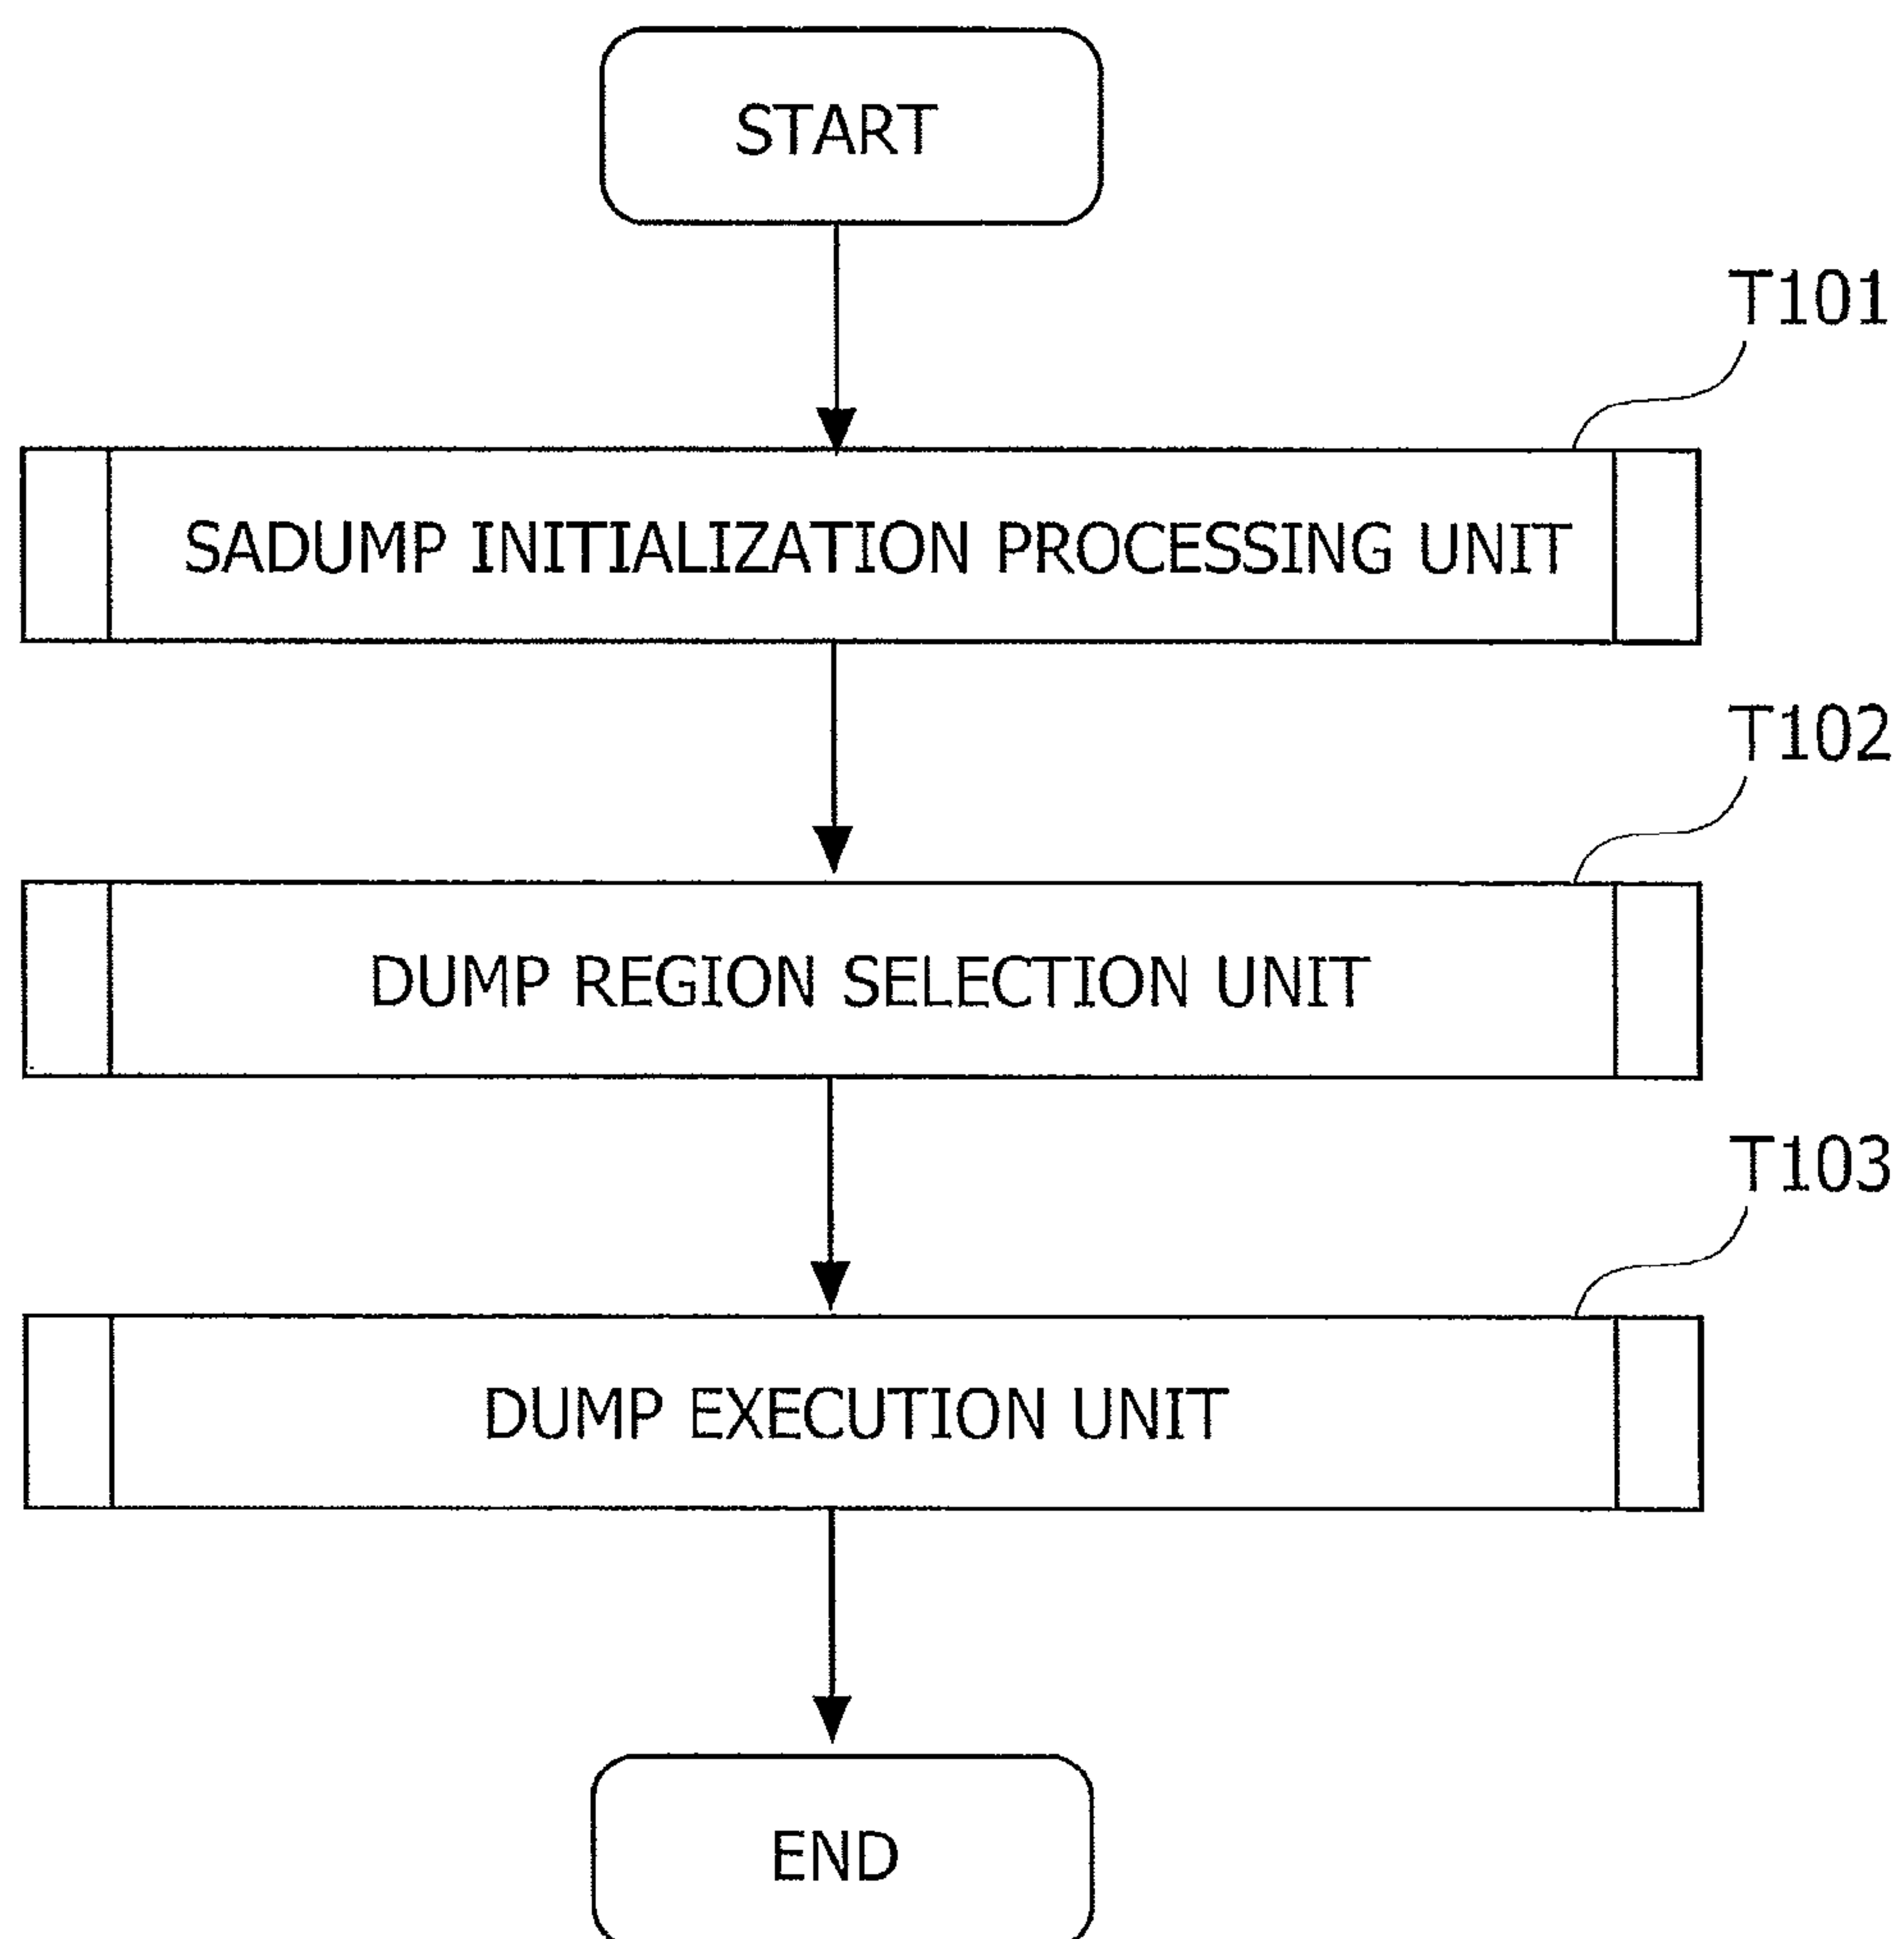 START
T101
SADUMP INITIALIZATION PROCESSING UNIT
T102
DUMP REGION SELECTION UNIT
T103
DUMP EXECUTION UNIT
END